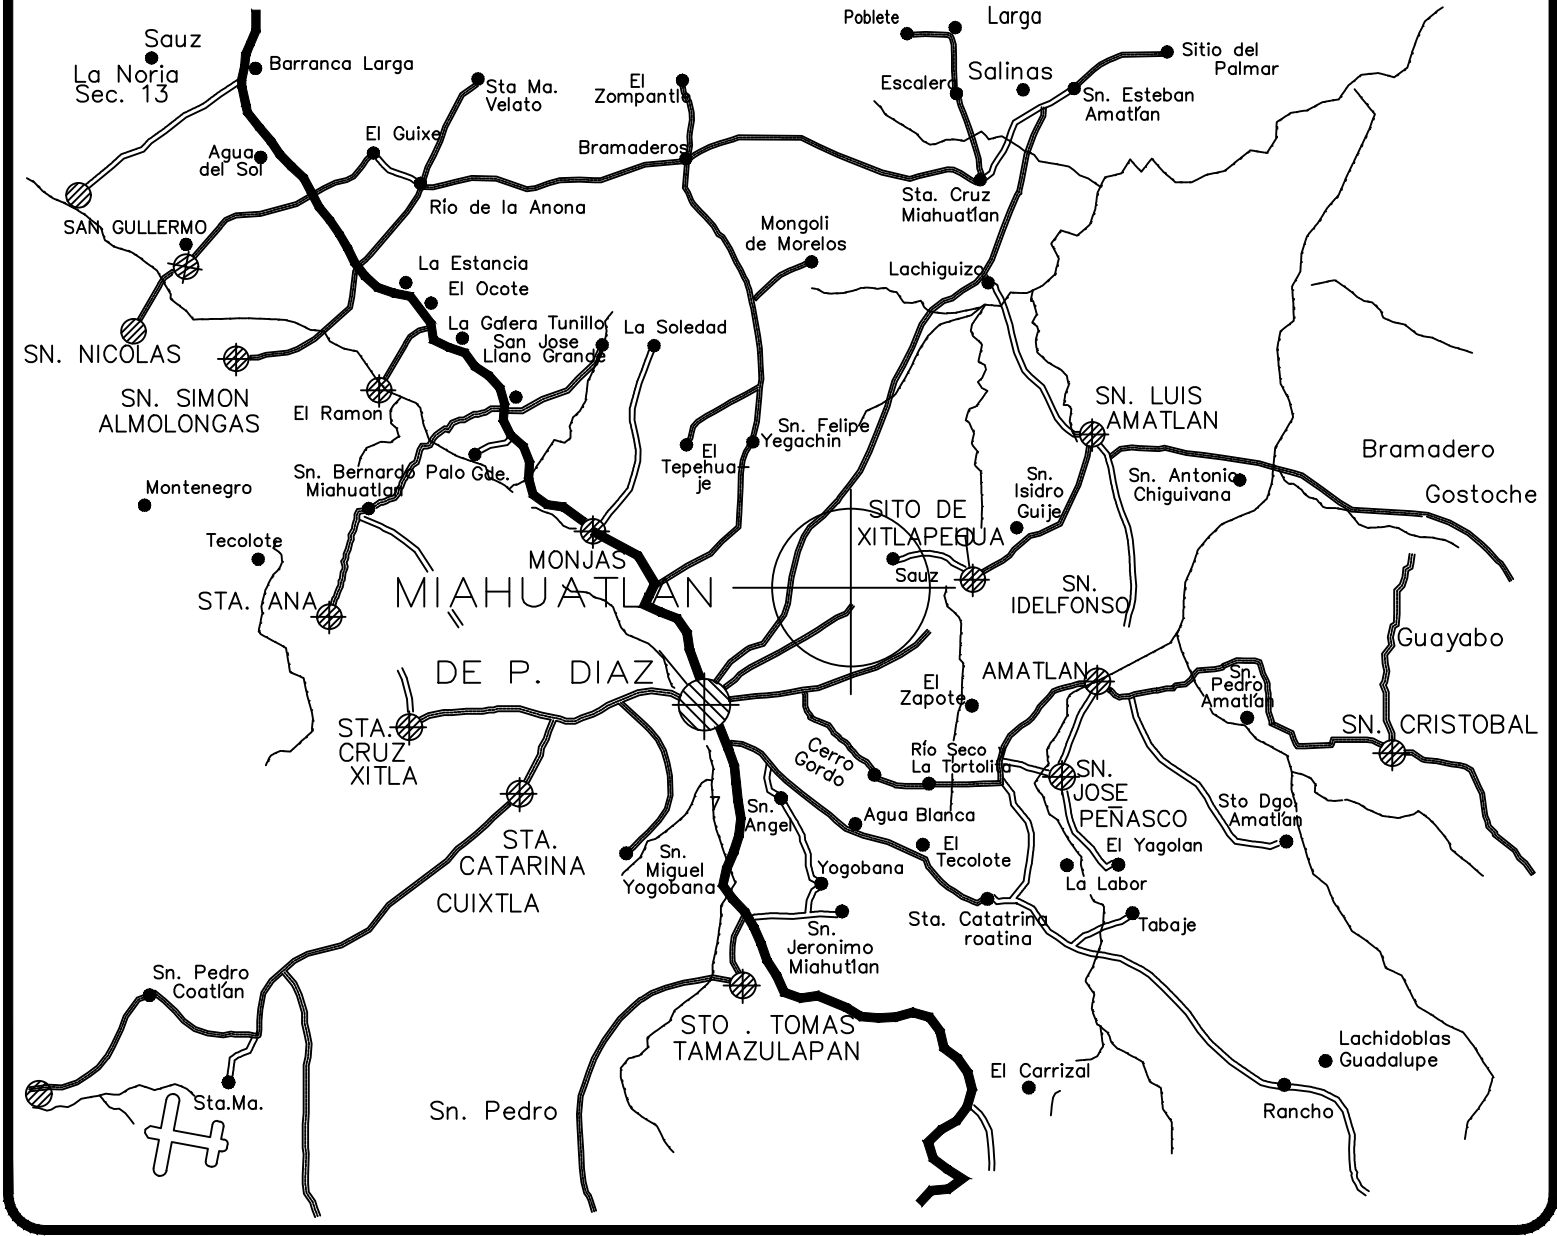 Poblete
Larga
Sauz
Barranca Larga
La Noria
Sec. 13
Sitio del
Palmar
Salinas
Escalera
Sta Ma.
Velato
El
Zompantle
Sn. Esteban
Amatlan
El Guixe
Bramaderos
Agua
del Sol
Sta. Cruz
Miahuatlan
Río de la Anona
SAN GULLERMO
Mongoli
de Morelos
La Estancia
El Ocote
Lachiguizo
La Galera Tunillo
San Jose
Llano Grande
La Soledad
SN. NICOLAS
SN. SIMON
ALMOLONGAS
El Ramon
SN. LUIS
AMATLAN
Sn. Felipe
Yegachin
El
Tepehua-
je
Bramadero
Gostoche
Sn. Bernardo
Miahuatlan
Palo Gde.
Montenegro
Sn.
Isidro
Guije
Sn. Antonio
Chiguivana
SITO DE
XITLAPEHUA
Tecolote
MONJAS
Sauz
MIAHUATLAN
DE P. DIAZ
STA. ANA
SN.
IDELFONSO
Guayabo
AMATLAN
El
Zapote
Sn.
Pedro
Amatlan
SN. CRISTOBAL
STA.
CRUZ
XITLA
Cerro
Gordo
Río Seco
La Tortolita
SN.
JOSE
PEÑASCO
Sto Dgo.
Amatlan
Sn.
Angel
Agua Blanca
El
Tecolote
El Yagolan
La Labor
STA.
CATARINA
CUIXTLA
Sn.
Miguel
Yogobana
Yogobana
Sta. Catatrina
roatina
Tabaje
Sn.
Jeronimo
Miahutlan
Sn. Pedro
Coatlan
STO . TOMAS
TAMAZULAPAN
Lachidoblas
Guadalupe
El Carrizal
Sta.Ma.
Sn. Pedro
Rancho